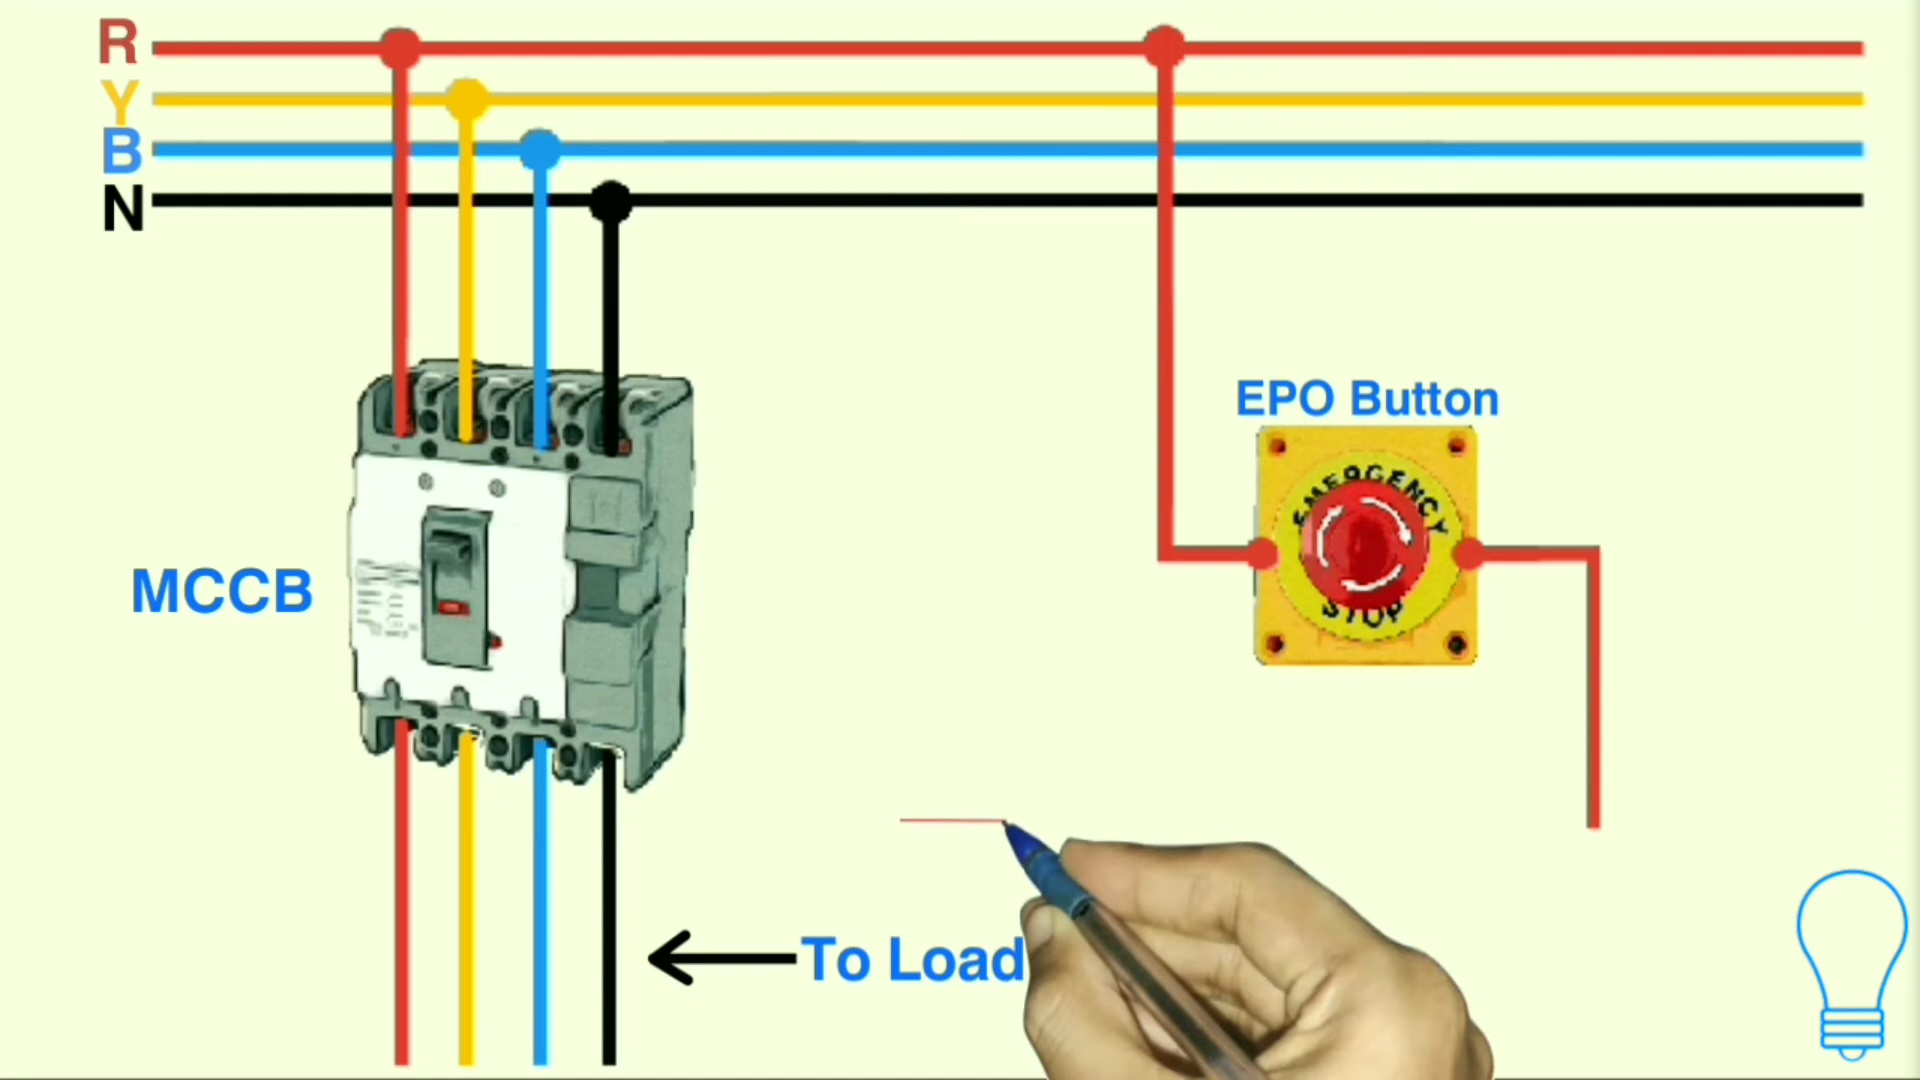 R
Y
B
N
EPO Button
EMERGENCY
STOP
MCCB
To Load